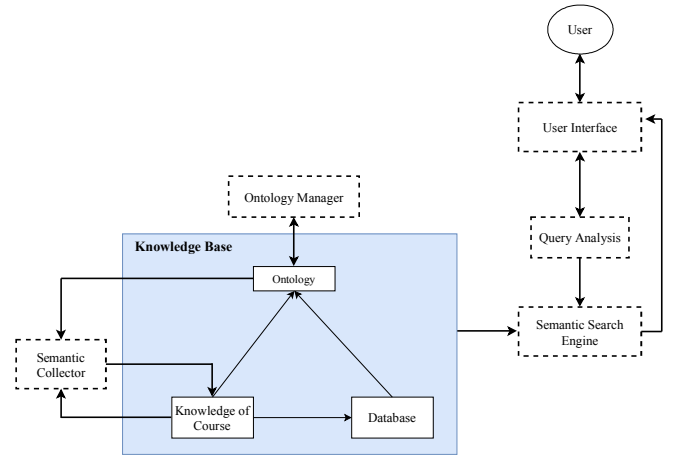 User
User Interface
Ontology Manager
Query Analysis
Knowledge Base
Ontology
Semantic Search
Engine
Semantic
Collector
Knowledge of
Course
Database